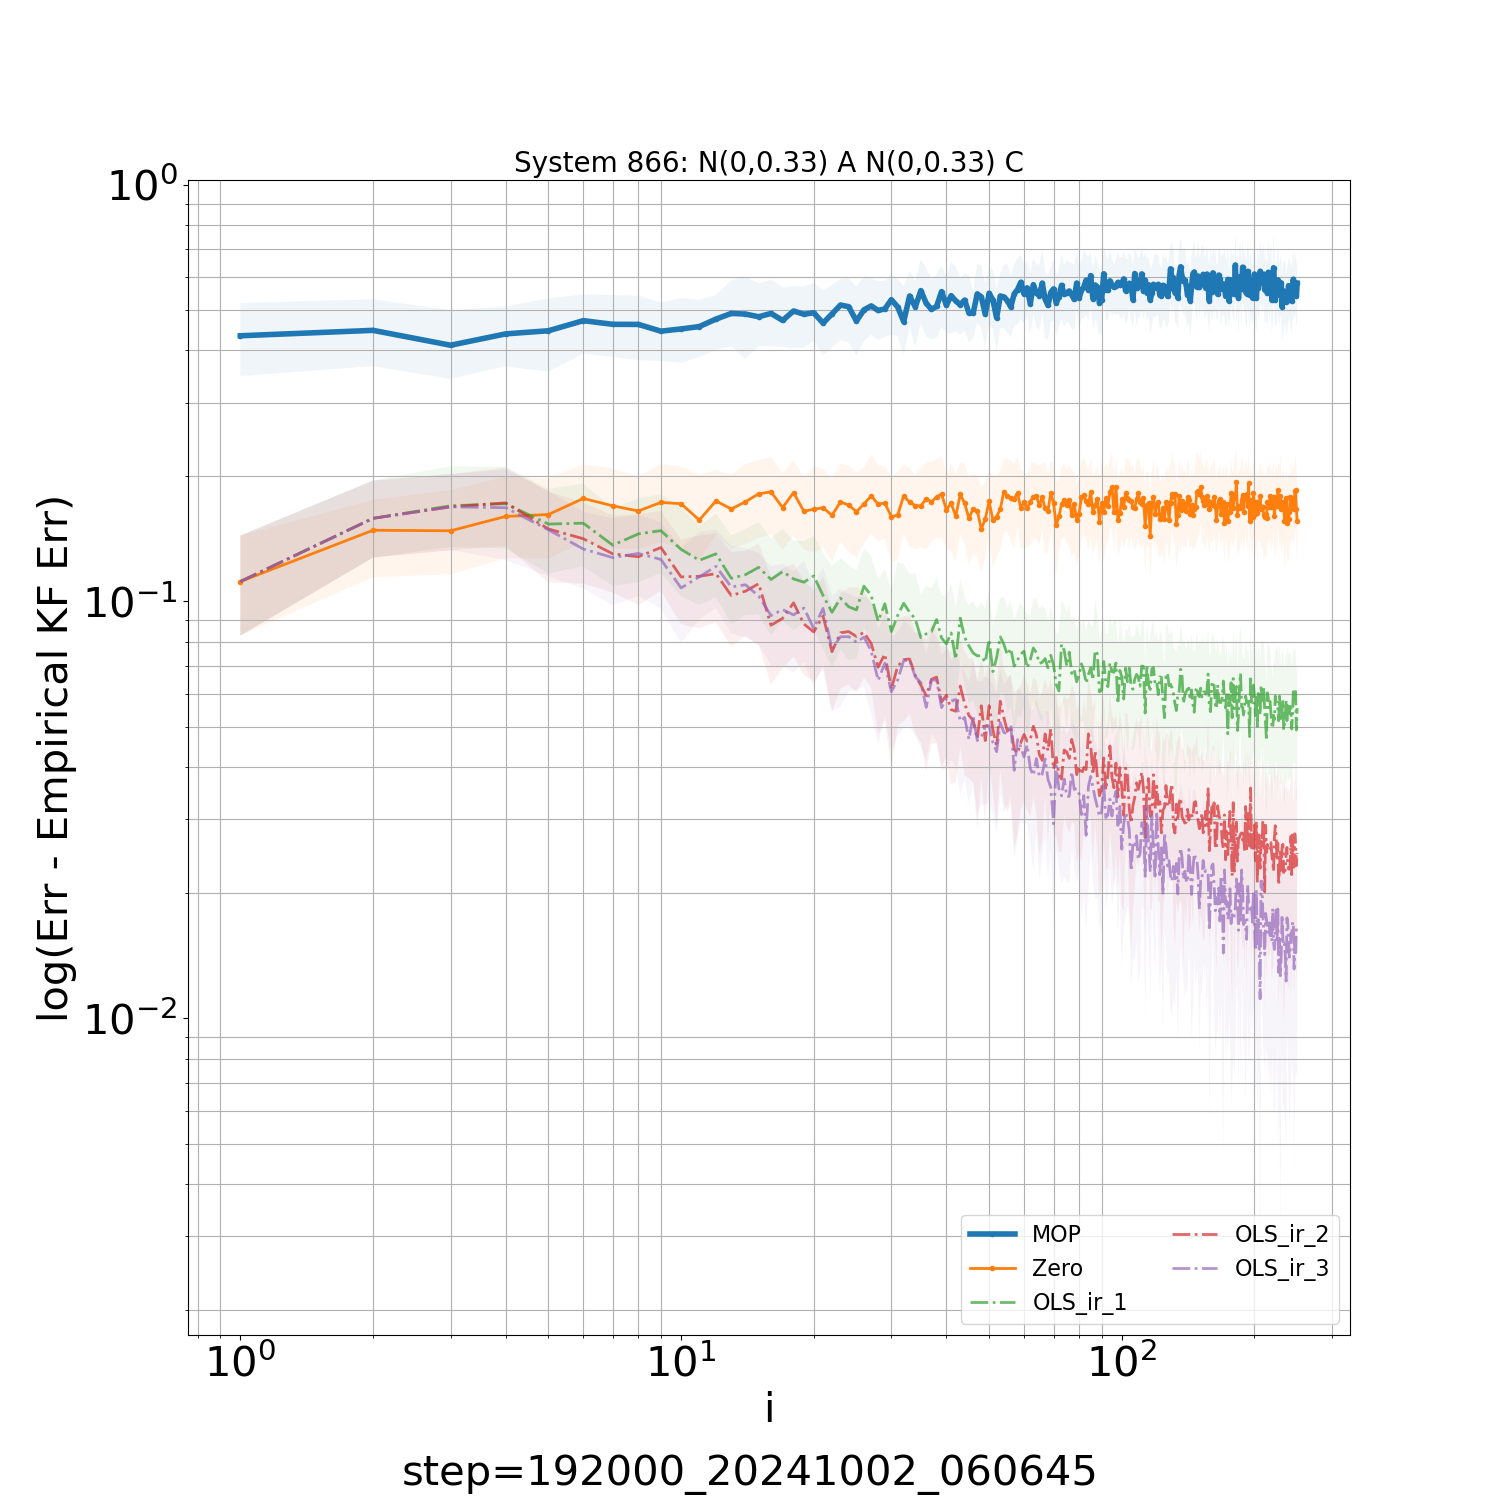 System 866: N(0,0.33) A N(0,0.33) C
10⁰
10⁻¹
10⁻²
log(Err - Empirical KF Err)
MOP
Zero
OLS_ir_1
OLS_ir_2
OLS_ir_3
10⁰ 10¹ 10²
i
step=192000_20241002_060645